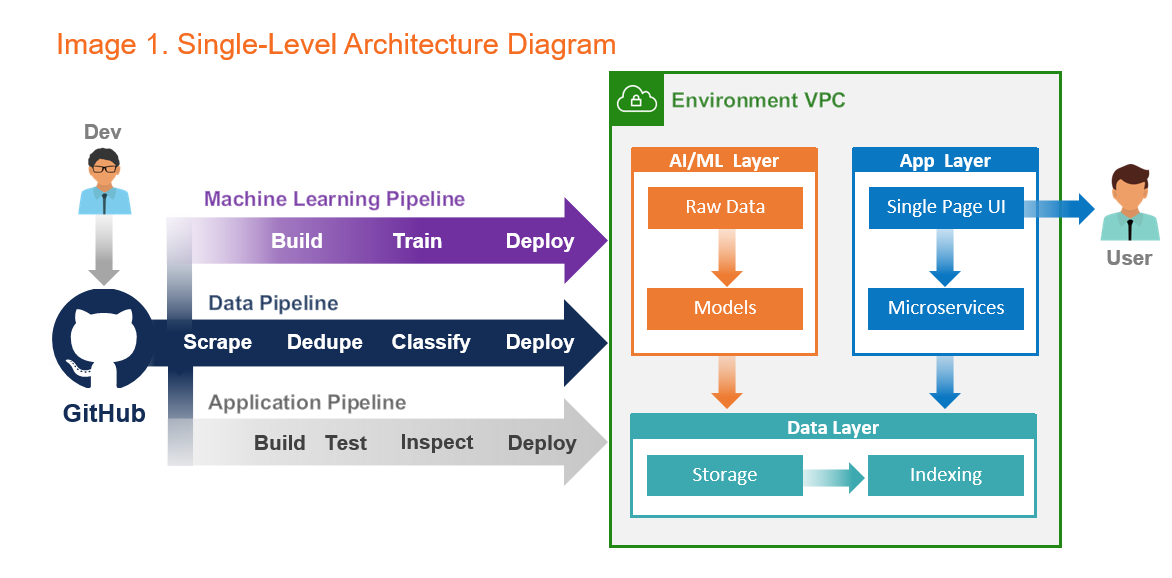 Image 1. Single-Level Architecture Diagram
Environment VPC
Dev
AI/ML Layer
App Layer
Machine Learning Pipeline
Raw Data
Single Page UI
Build Train Deploy
User
Data Pipeline
Models
Microservices
Scrape Dedupe Classify Deploy
Application Pipeline
GitHub
Data Layer
Build Test Inspect Deploy
Storage
Indexing